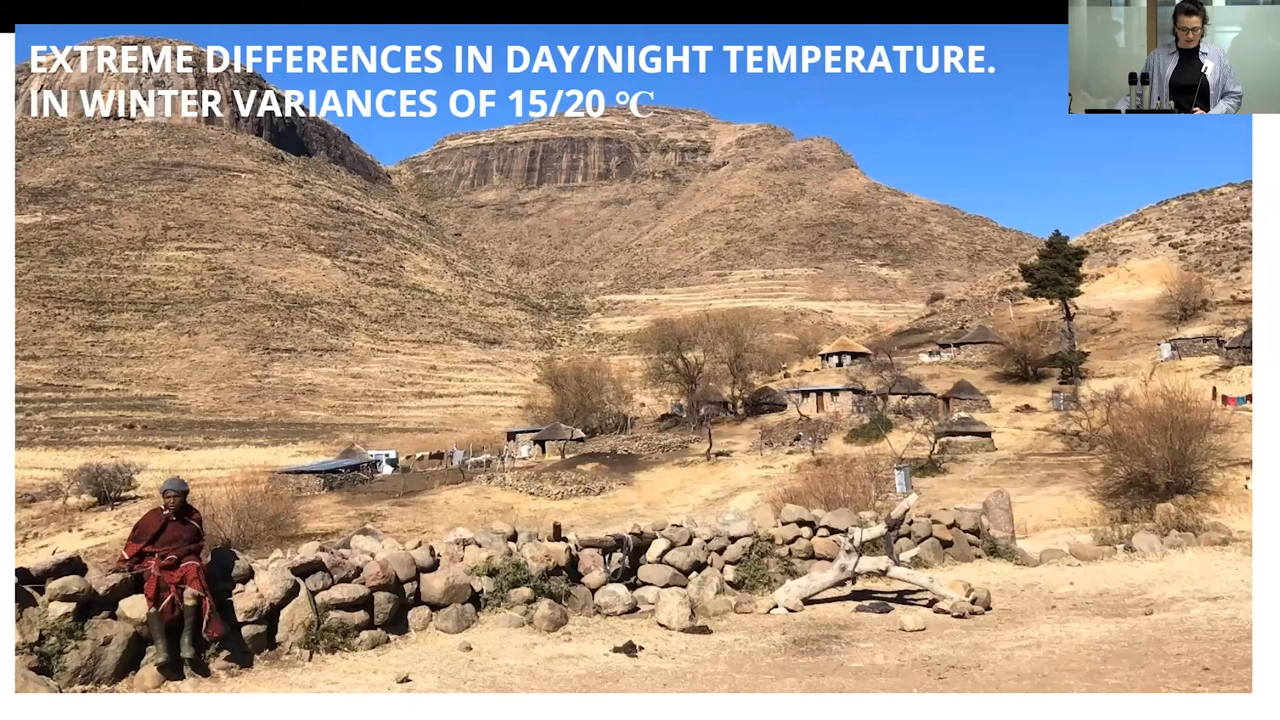 EXTREME DIFFERENCES IN DAY/NIGHT TEMPERATURE.
IN WINTER VARIANCES OF 15/20 ℃